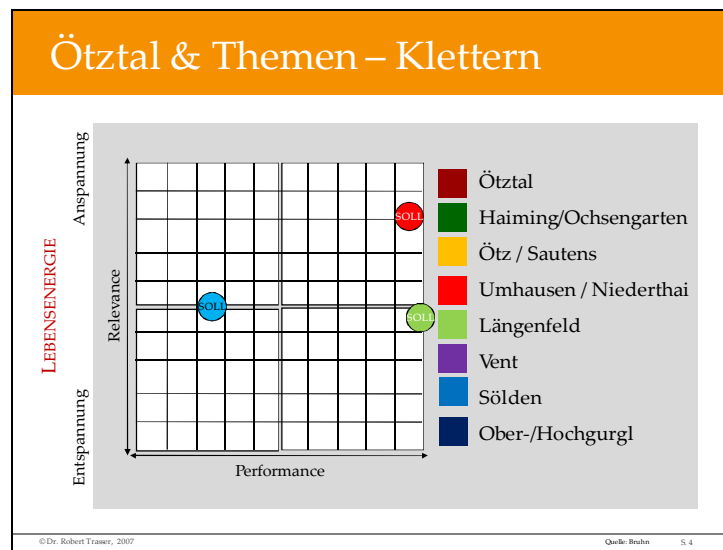 Ötztal & Themen – Klettern
Anspannung
LEBENSENERGIE
Entspannung
Relevance
Performance
SOLL
SOLL
SOLL
Ötztal
Haiming/Ochsengarten
Ötz / Sautens
Umhausen / Niederthai
Längenfeld
Vent
Sölden
Ober-/Hochgurgl
© Dr. Robert Trasser, 2007
Quelle: Bruhn
S. 4